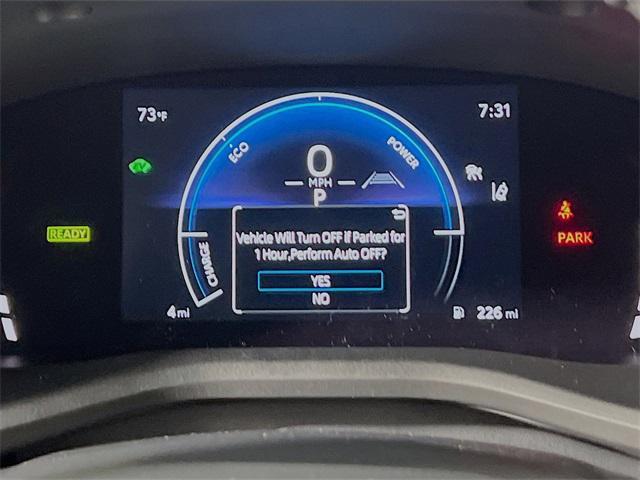 73°F
7:31
ECO
POWER
0
MPH
P
EV
READY
PARK
CHARGE
Vehicle Will Turn OFF if Parked for
1 Hour,Perform Auto OFF?
YES
NO
4 mi
226 mi